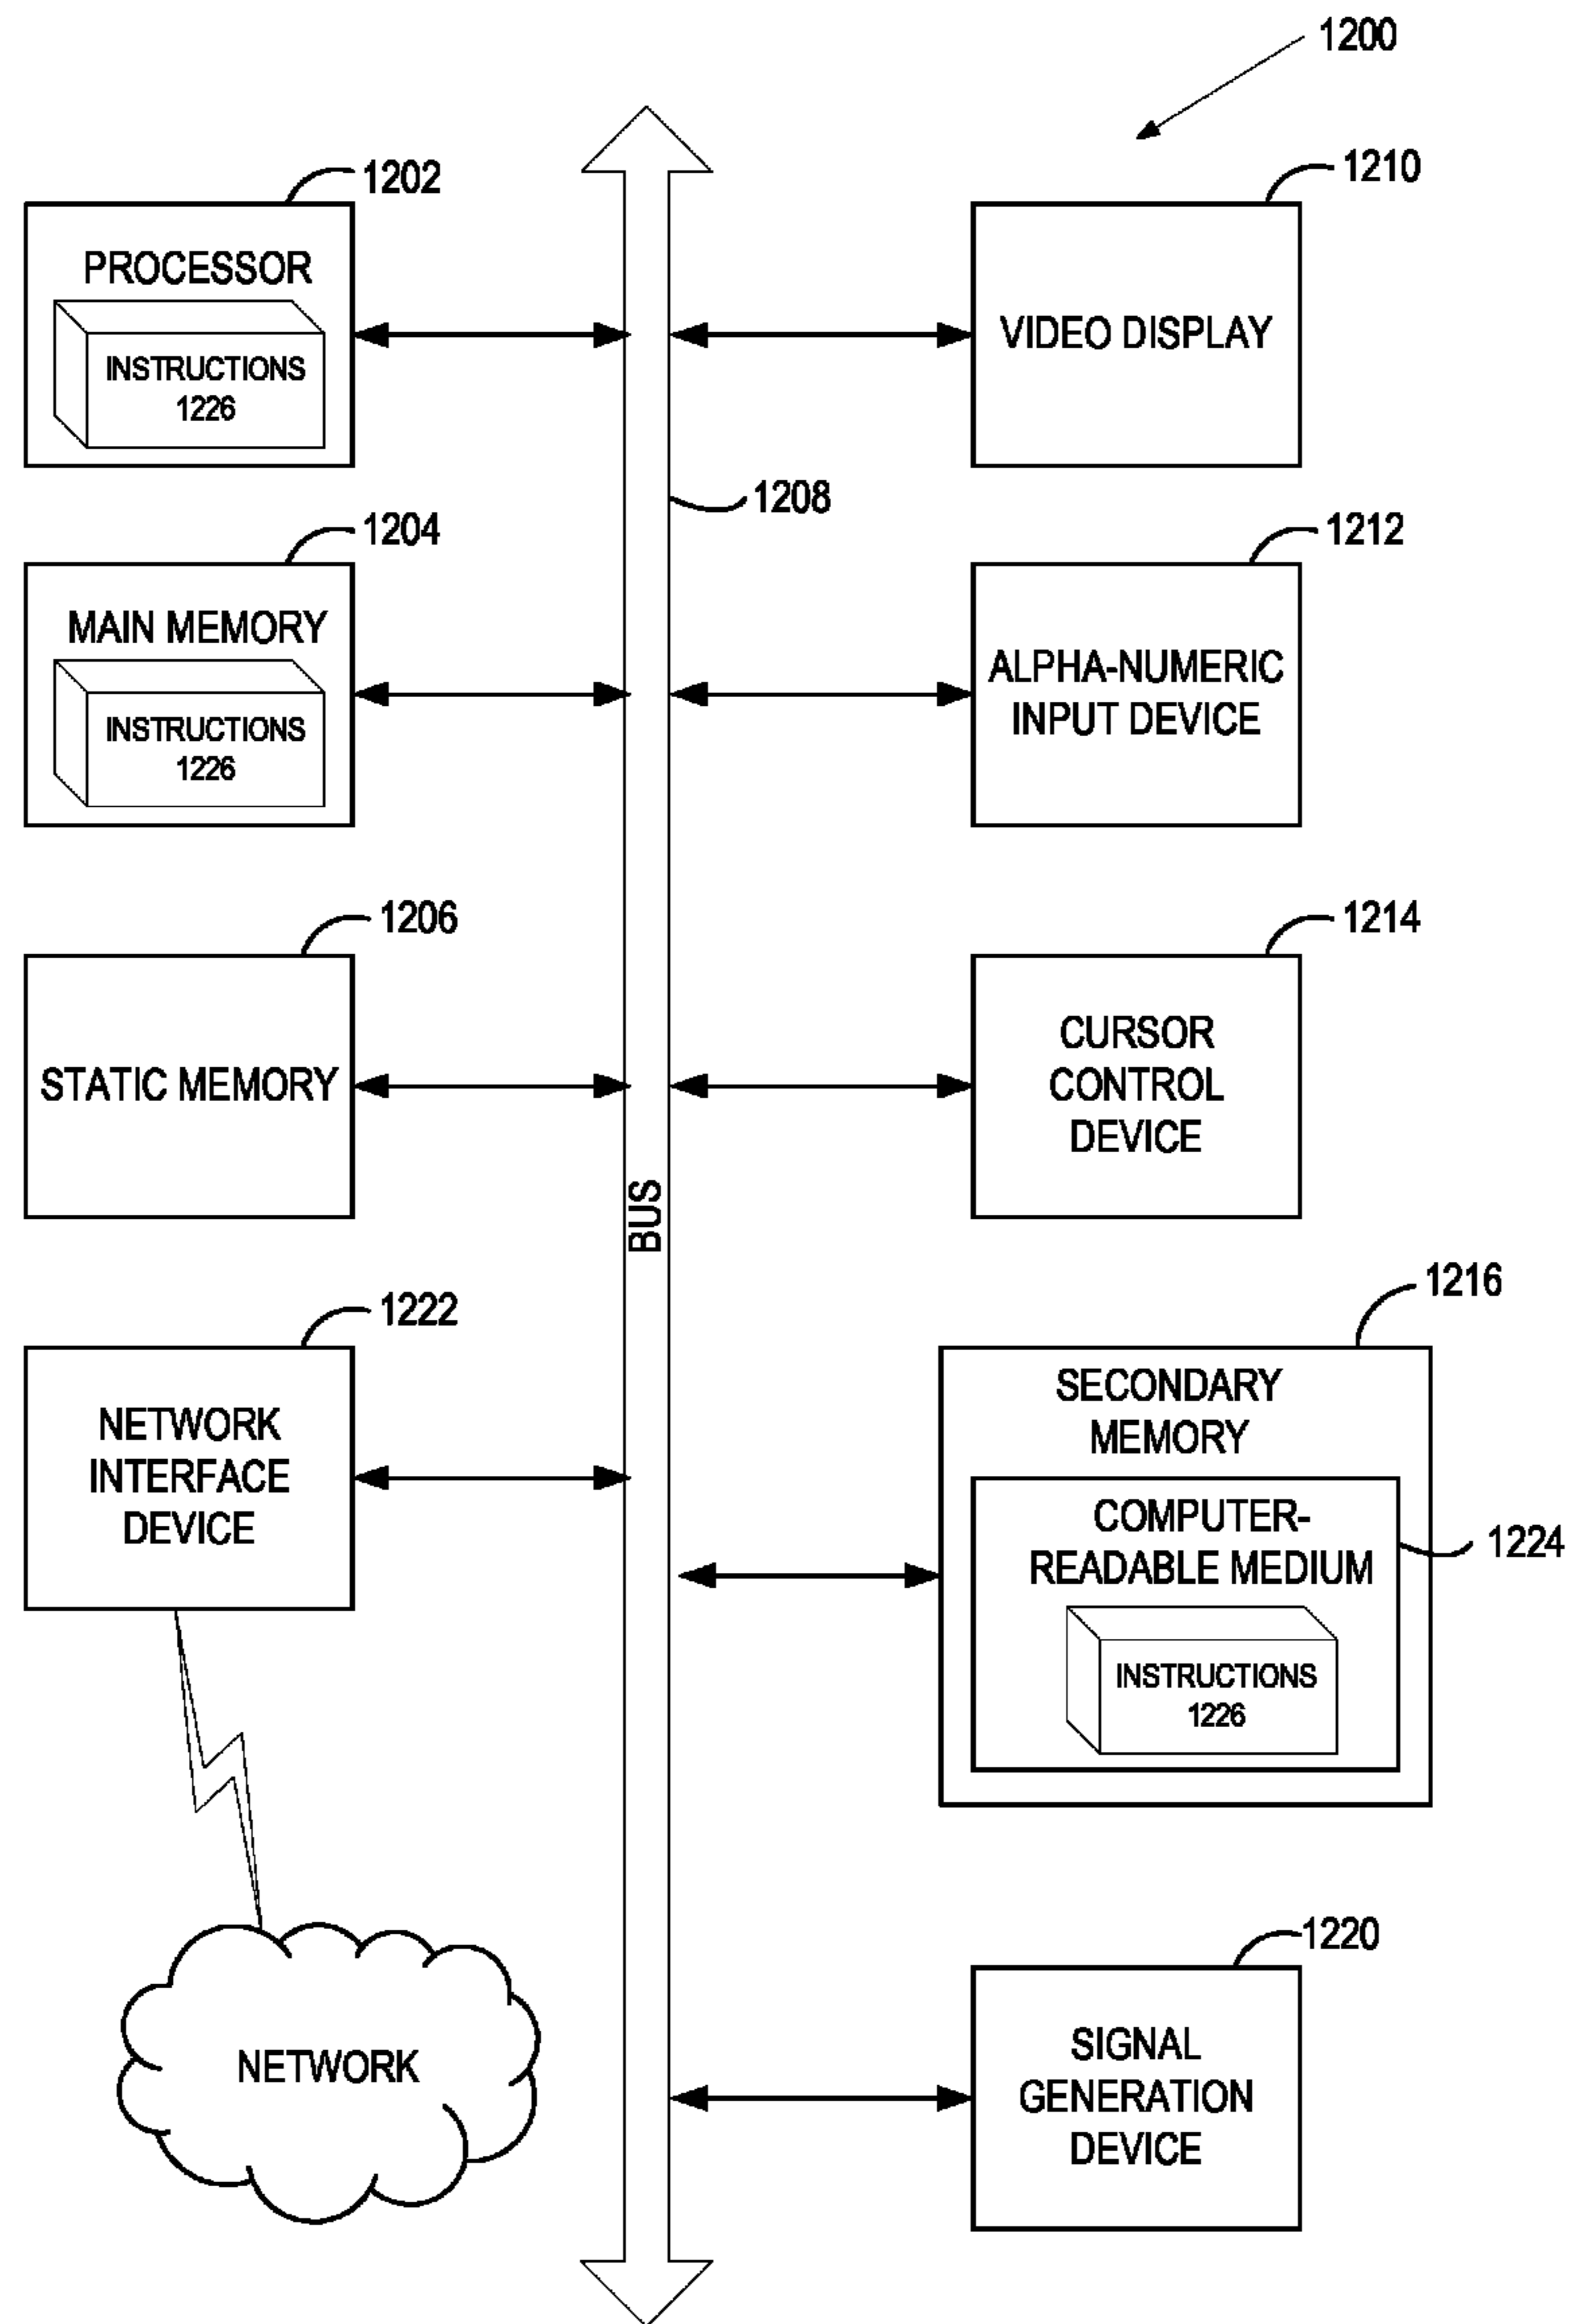 1200
1202
PROCESSOR
INSTRUCTIONS
1226
1210
VIDEO DISPLAY
1208
1204
MAIN MEMORY
INSTRUCTIONS
1226
1212
ALPHA-NUMERIC
INPUT DEVICE
1206
STATIC MEMORY
1214
CURSOR
CONTROL
DEVICE
BUS
1222
NETWORK
INTERFACE
DEVICE
1216
SECONDARY
MEMORY
COMPUTER-
READABLE MEDIUM
1224
INSTRUCTIONS
1226
NETWORK
1220
SIGNAL
GENERATION
DEVICE